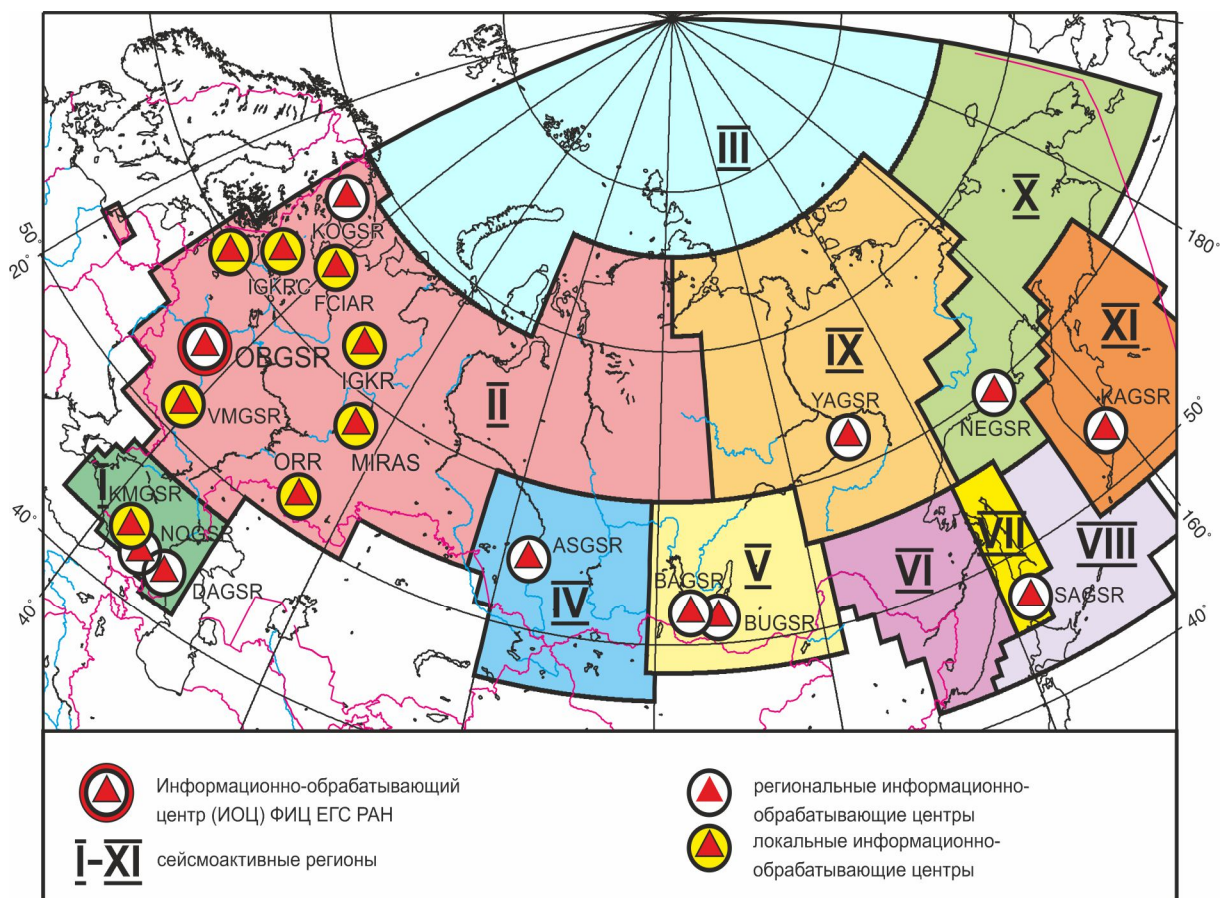 III
X
KOGSR
50°
180°
20°
IGKRC
FCIAR
XI
OBGSR
IX
IGKR
II
YAGSR
KAGSR
VMGSR
NEGSR
50°
ORR
MIRAS
I
KMGSR
40°
NOGSR
ASGSR
VII
VIII
160°
DAGSR
IV
BAGSR
V
VI
BUGSR
SAGSR
40°
40°
Информационно-обрабатывающий
центр (ИОЦ) ФИЦ ЕГС РАН
I-XI сейсмоактивные регионы
региональные информационно-
обрабатывающие центры
локальные информационно-
обрабатывающие центры